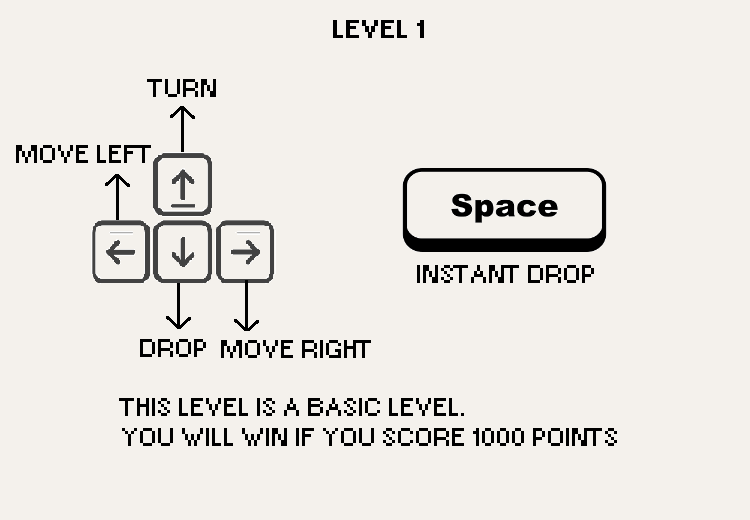 LEVEL 1
TURN
MOVE LEFT
Space
INSTANT DROP
DROP
MOVE RIGHT
THIS LEVEL IS A BASIC LEVEL.
YOU WILL WIN IF YOU SCORE 1000 POINTS